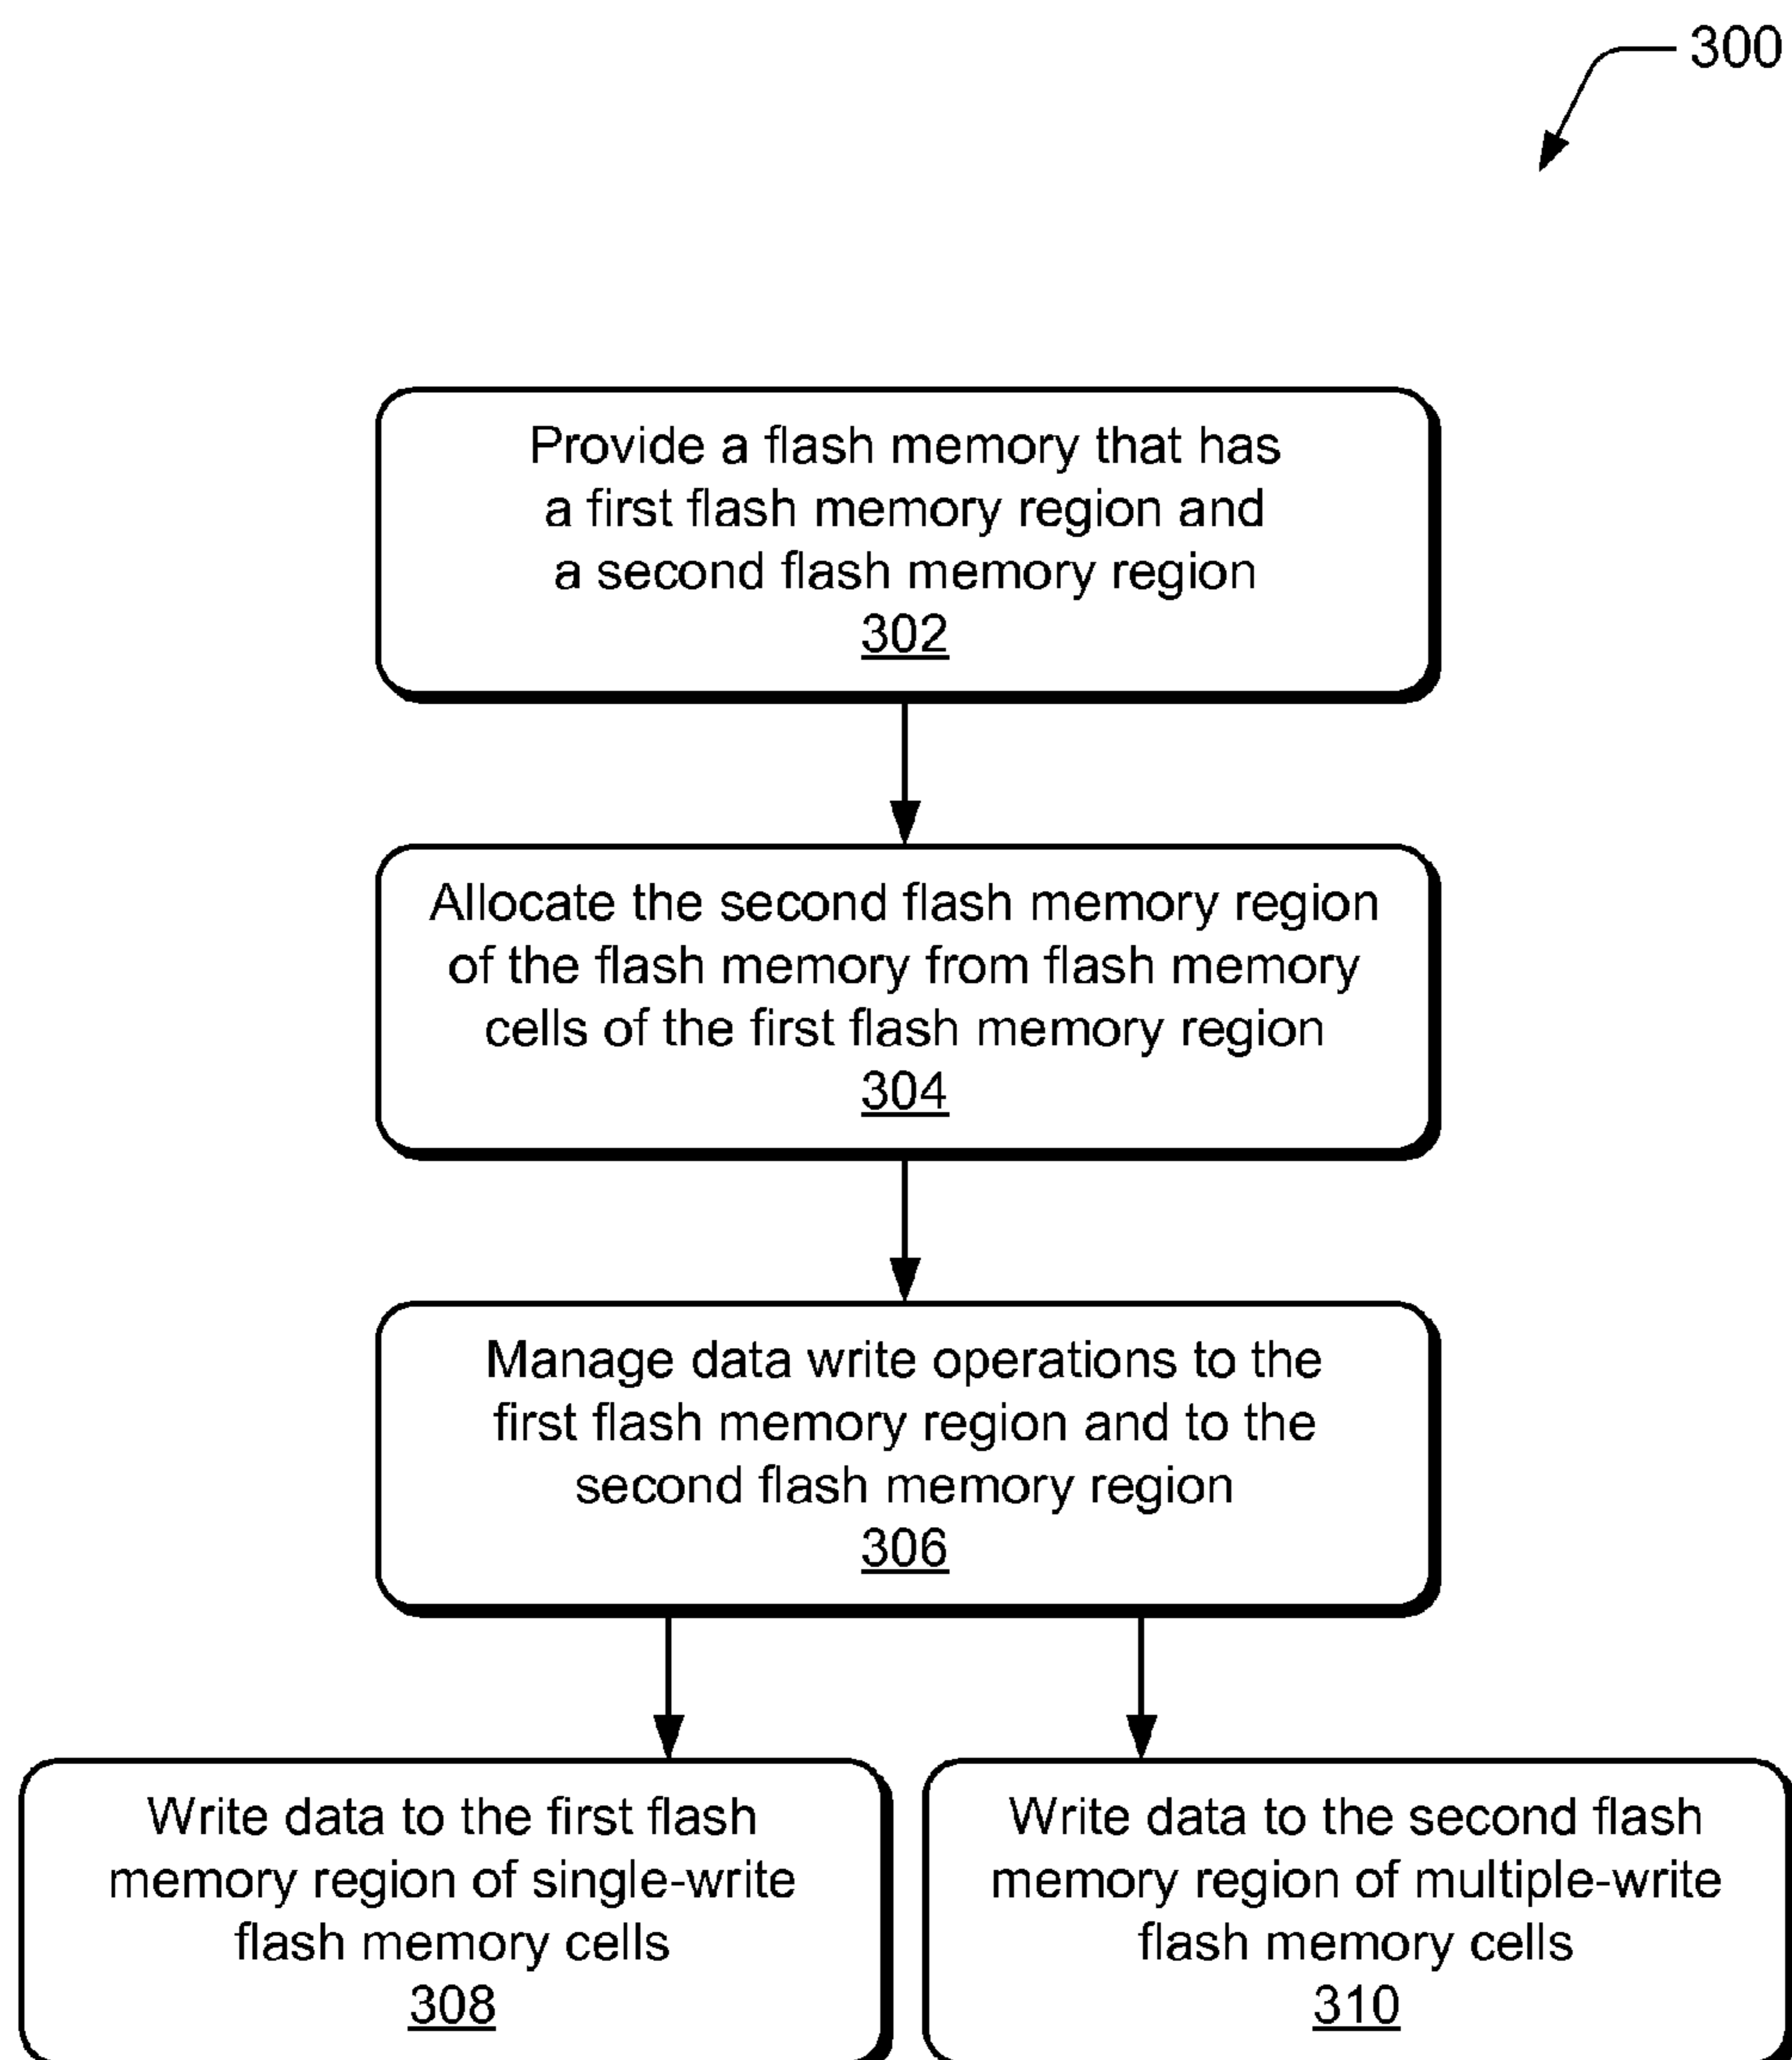 300
Provide a flash memory that has
a first flash memory region and
a second flash memory region
302
Allocate the second flash memory region
of the flash memory from flash memory
cells of the first flash memory region
304
Manage data write operations to the
first flash memory region and to the
second flash memory region
306
Write data to the first flash
memory region of single-write
flash memory cells
308
Write data to the second flash
memory region of multiple-write
flash memory cells
310